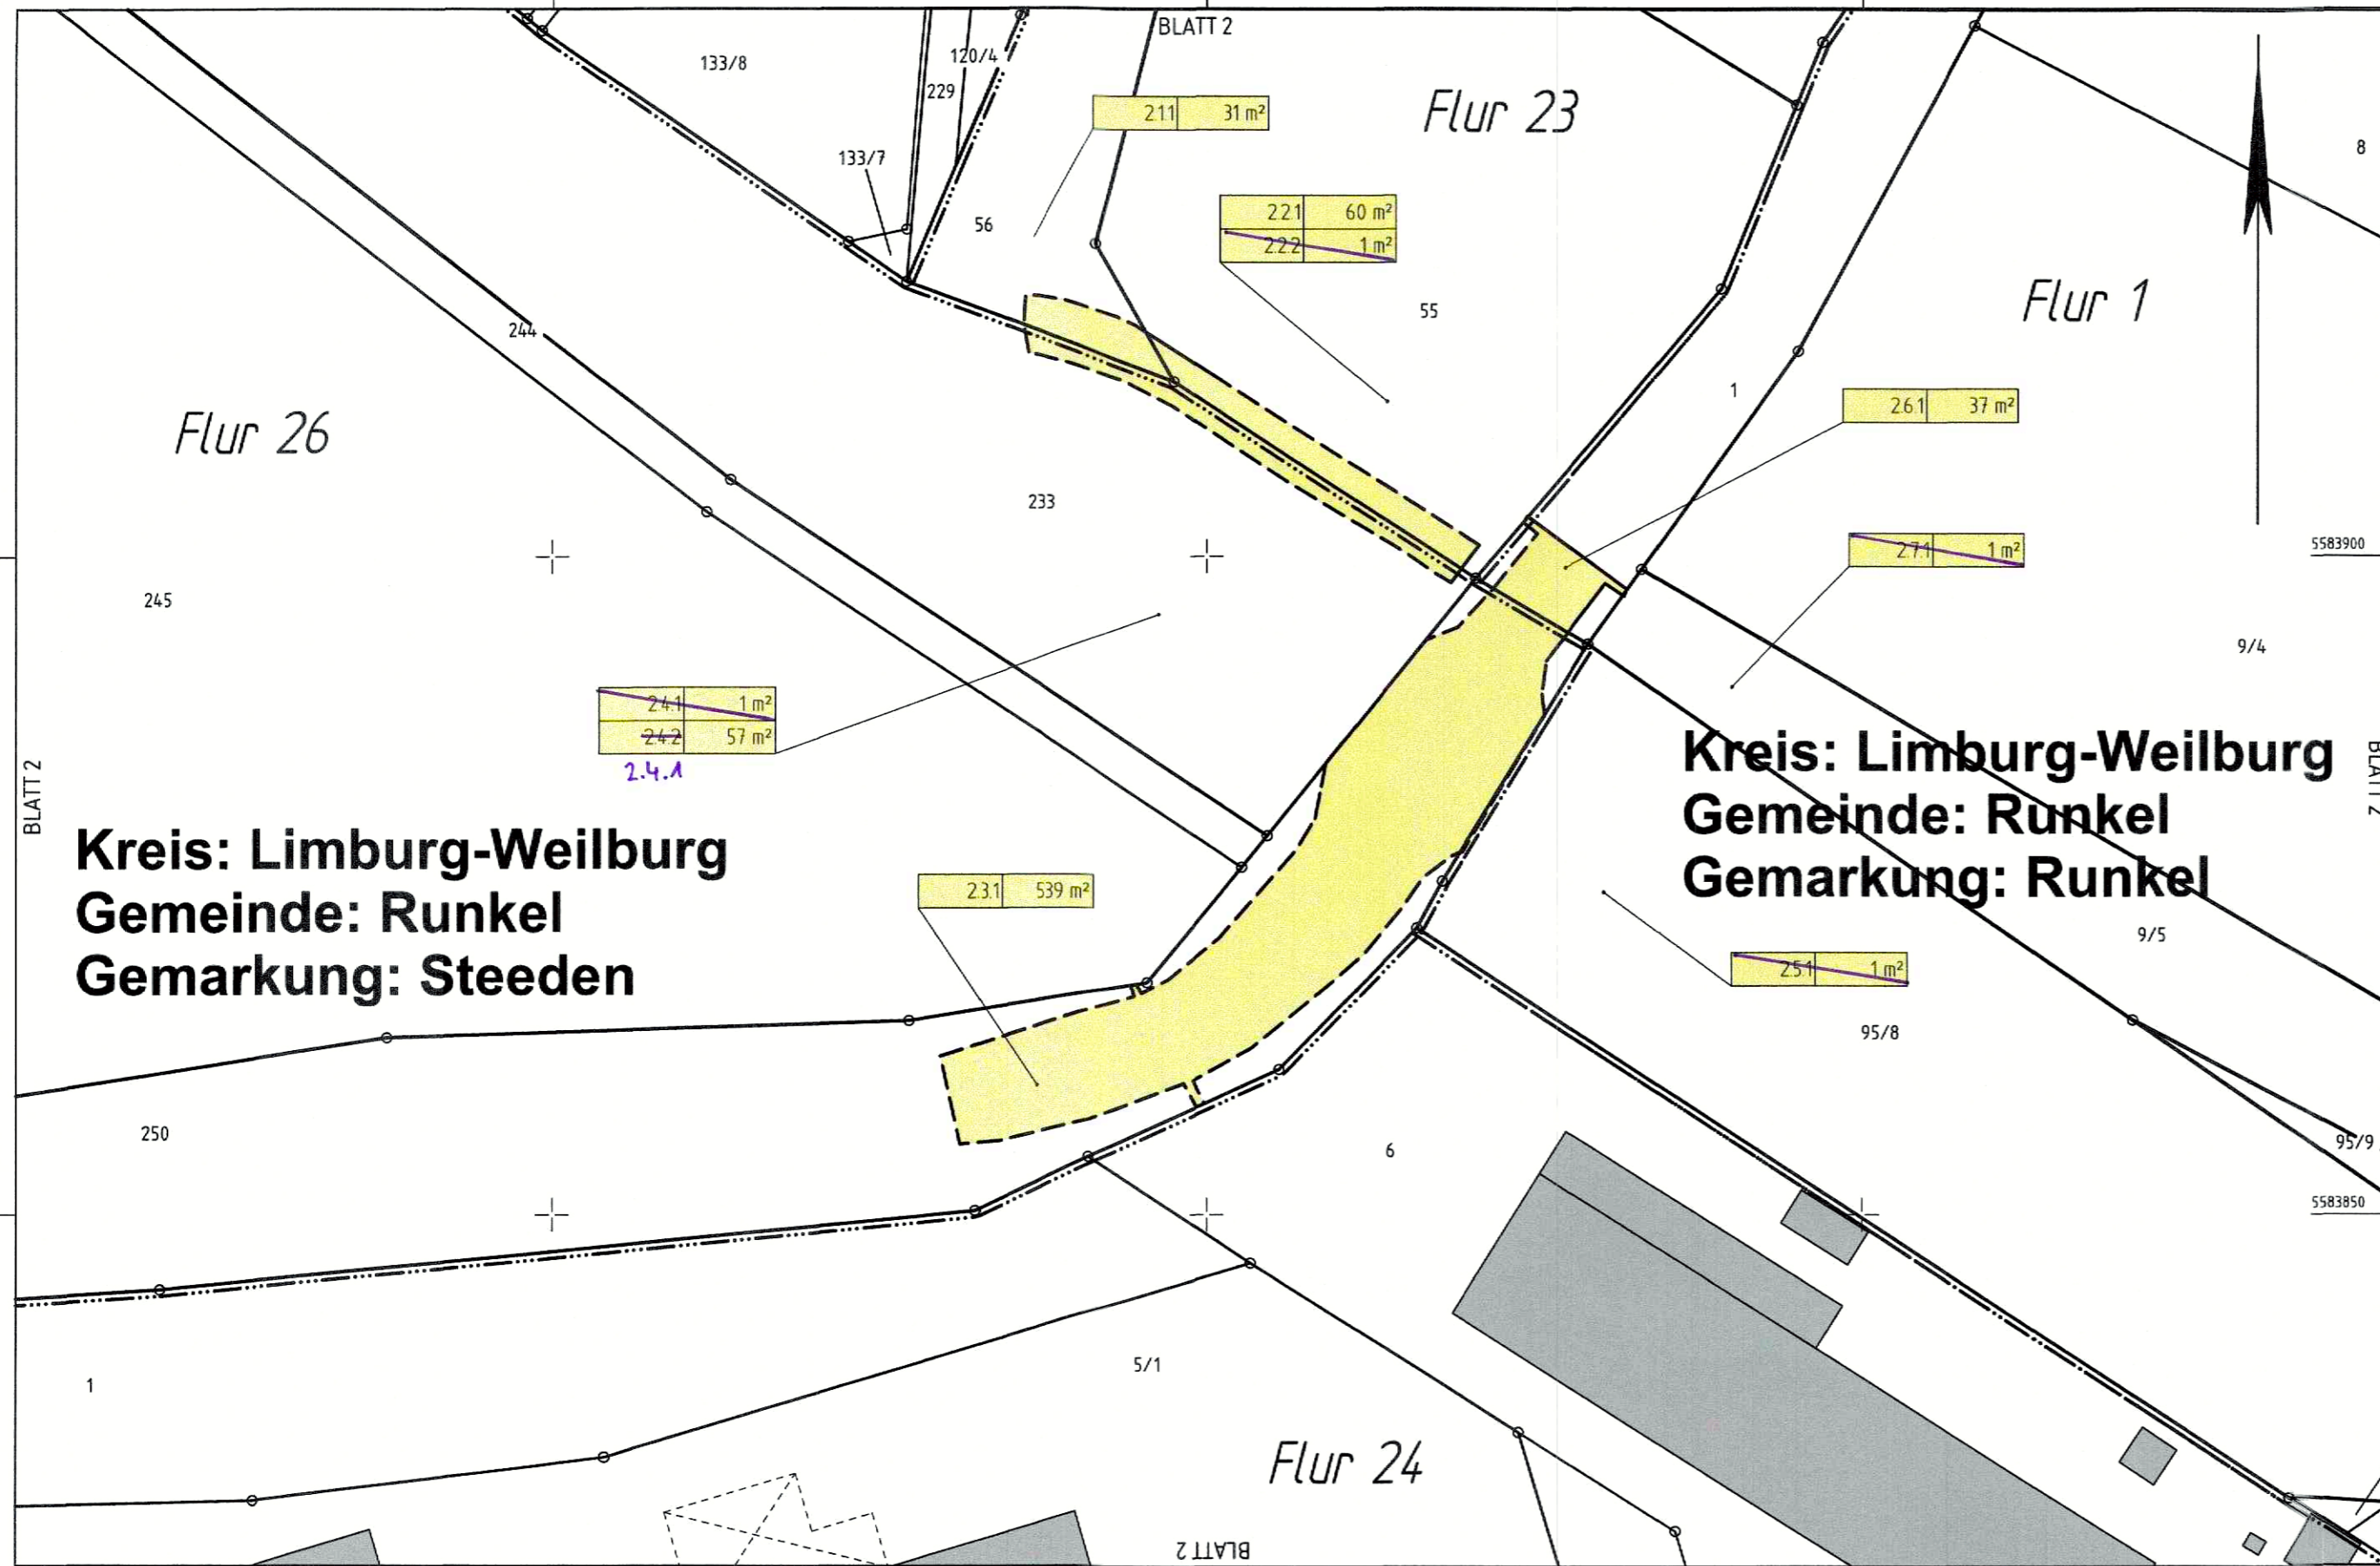 BLATT 2
133/8
120/4
229
133/7
56
2.1.1 31 m²
Flur 23
2.2.1 60 m²
2.2.2 1 m²
55
Flur 1
8
1
2.6.1 37 m²
244
Flur 26
233
2.7.1 1 m²
5583900
245
9/4
2.4.1 1 m²
2.4.2 57 m²
2.4.1
BLATT 2
BLATT 2
Kreis: Limburg-Weilburg
Gemeinde: Runkel
Gemarkung: Runkel
Kreis: Limburg-Weilburg
Gemeinde: Runkel
Gemarkung: Steeden
2.3.1 539 m²
9/5
2.5.1 1 m²
95/8
250
6
95/9
5583850
5/1
1
Flur 24
BLATT 2